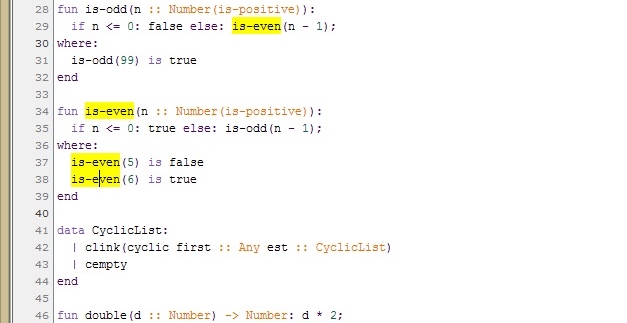 28 fun is-odd(n :: Number(is-positive)):
29   if n <= 0: false else: is-even(n - 1);
30 where:
31   is-odd(99) is true
32 end
33
34 fun is-even(n :: Number(is-positive)):
35   if n <= 0: true else: is-odd(n - 1);
36 where:
37   is-even(5) is false
38   is-even(6) is true
39 end
40
41 data CyclicList:
42   | clink(cyclic first :: Any est :: CyclicList)
43   | cempty
44 end
45
46 fun double(d :: Number) -> Number: d * 2;